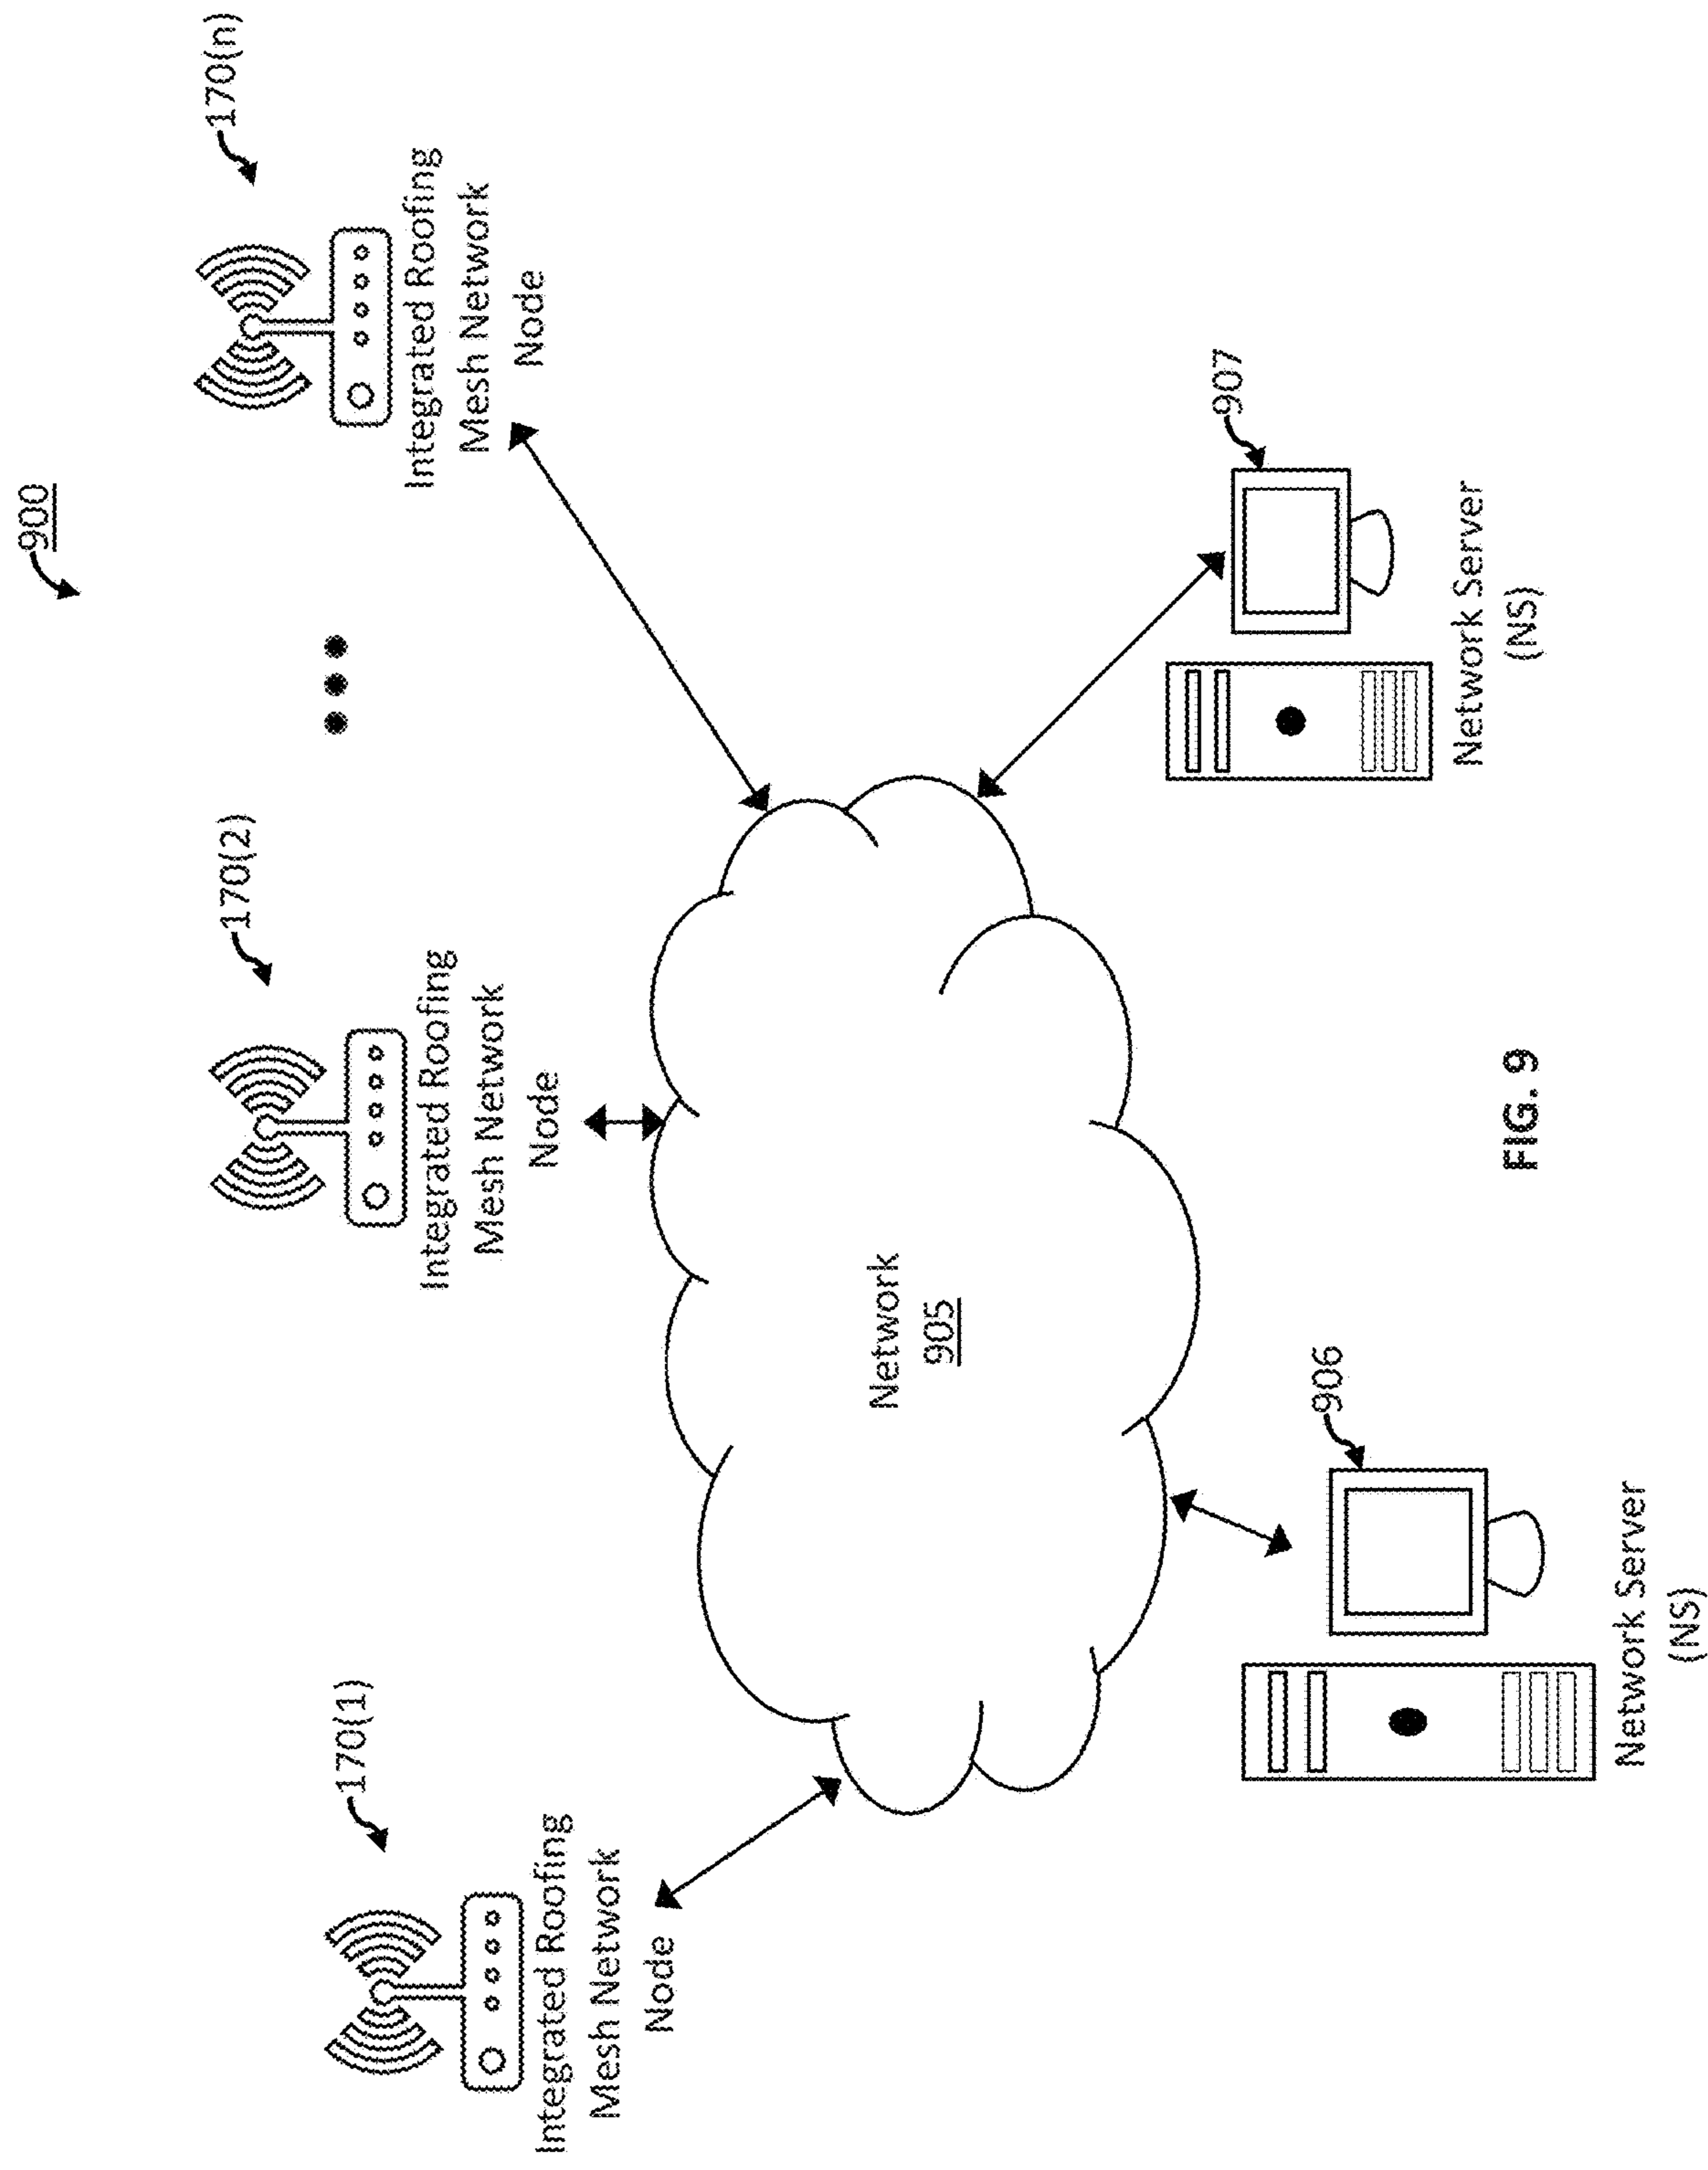 900
170(1)
Integrated Roofing
Mesh Network
Node
170(2)
Integrated Roofing
Mesh Network
Node
170(n)
Integrated Roofing
Mesh Network
Node
Network
905
906
Network Server
(NS)
907
Network Server
(NS)
FIG. 9